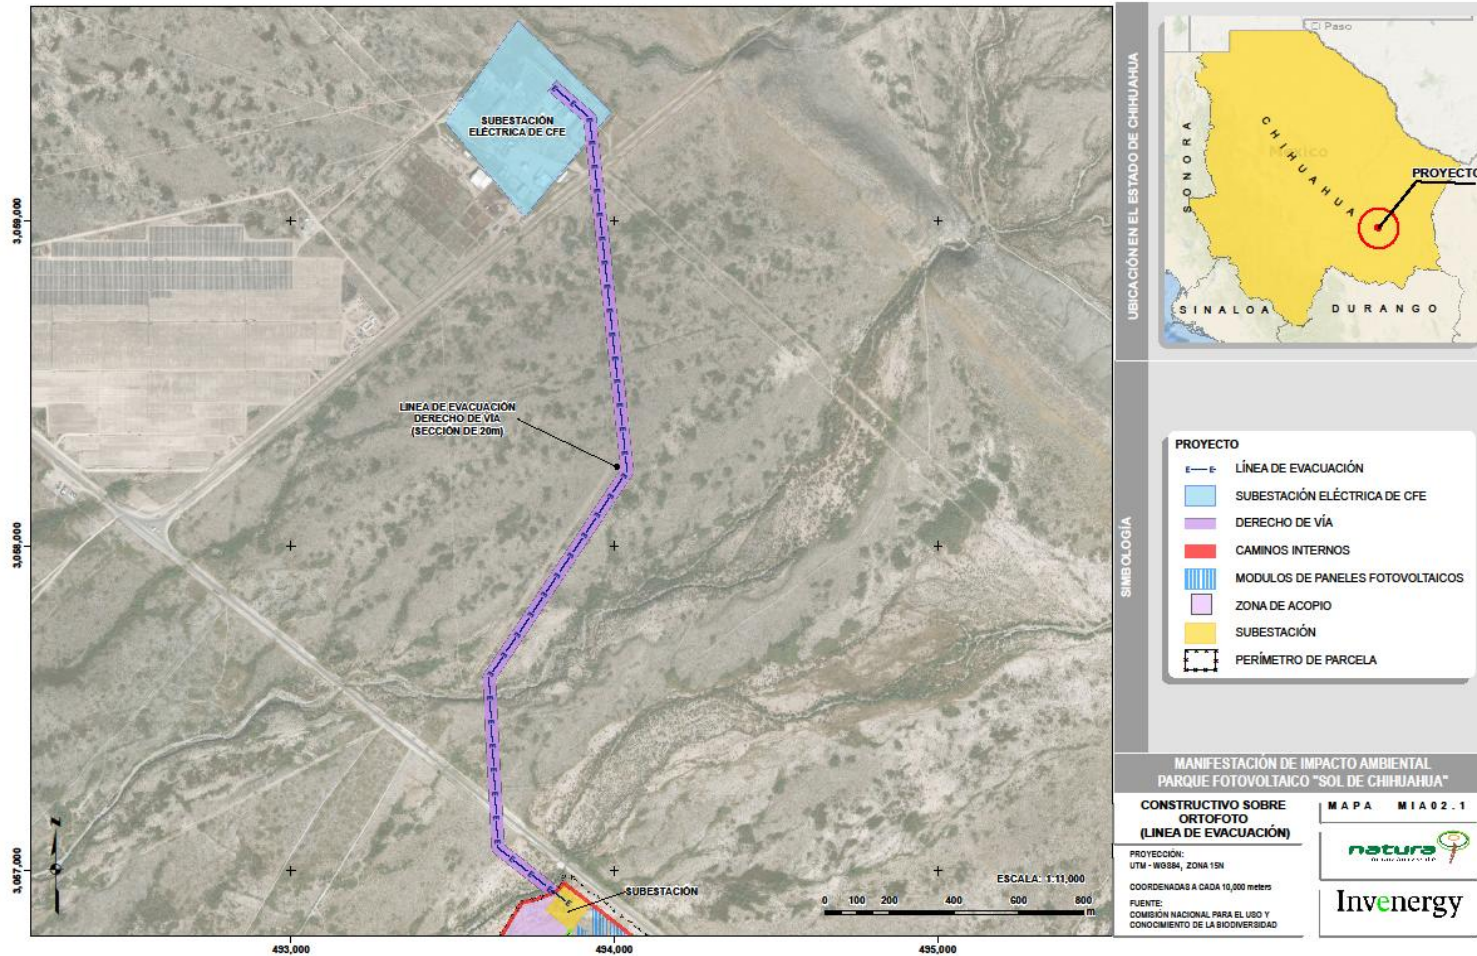 SUBESTACIÓN
ELÉCTRICA DE CFE
LINEA DE EVACUACIÓN
DERECHO DE VÍA
(SECCIÓN DE 20m)
SUBESTACIÓN
ESCALA: 1:11,000
0 100 200 400 600 800
m
Z
3,059,000
3,058,000
3,057,000
493,000
494,000
495,000
UBICACIÓN EN EL ESTADO DE CHIHUAHUA
El Paso
SONORA
CHIHUAHUA
México
PROYECTO
SINALOA
DURANGO
SIMBOLOGÍA
PROYECTO
E E LÍNEA DE EVACUACIÓN
SUBESTACIÓN ELÉCTRICA DE CFE
DERECHO DE VÍA
CAMINOS INTERNOS
MODULOS DE PANELES FOTOVOLTAICOS
ZONA DE ACOPIO
SUBESTACIÓN
PERÍMETRO DE PARCELA
MANIFESTACIÓN DE IMPACTO AMBIENTAL
PARQUE FOTOVOLTAICO "SOL DE CHIHUAHUA"
CONSTRUCTIVO SOBRE
ORTOFOTO
(LINEA DE EVACUACIÓN)
MAPA MIA02.1
PROYECCIÓN:
UTM - WGS84, ZONA 15N
COORDENADAS A CADA 10,000 meters
FUENTE:
COMISIÓN NACIONAL PARA EL USO Y
CONOCIMIENTO DE LA BIODIVERSIDAD
natura
Invenergy